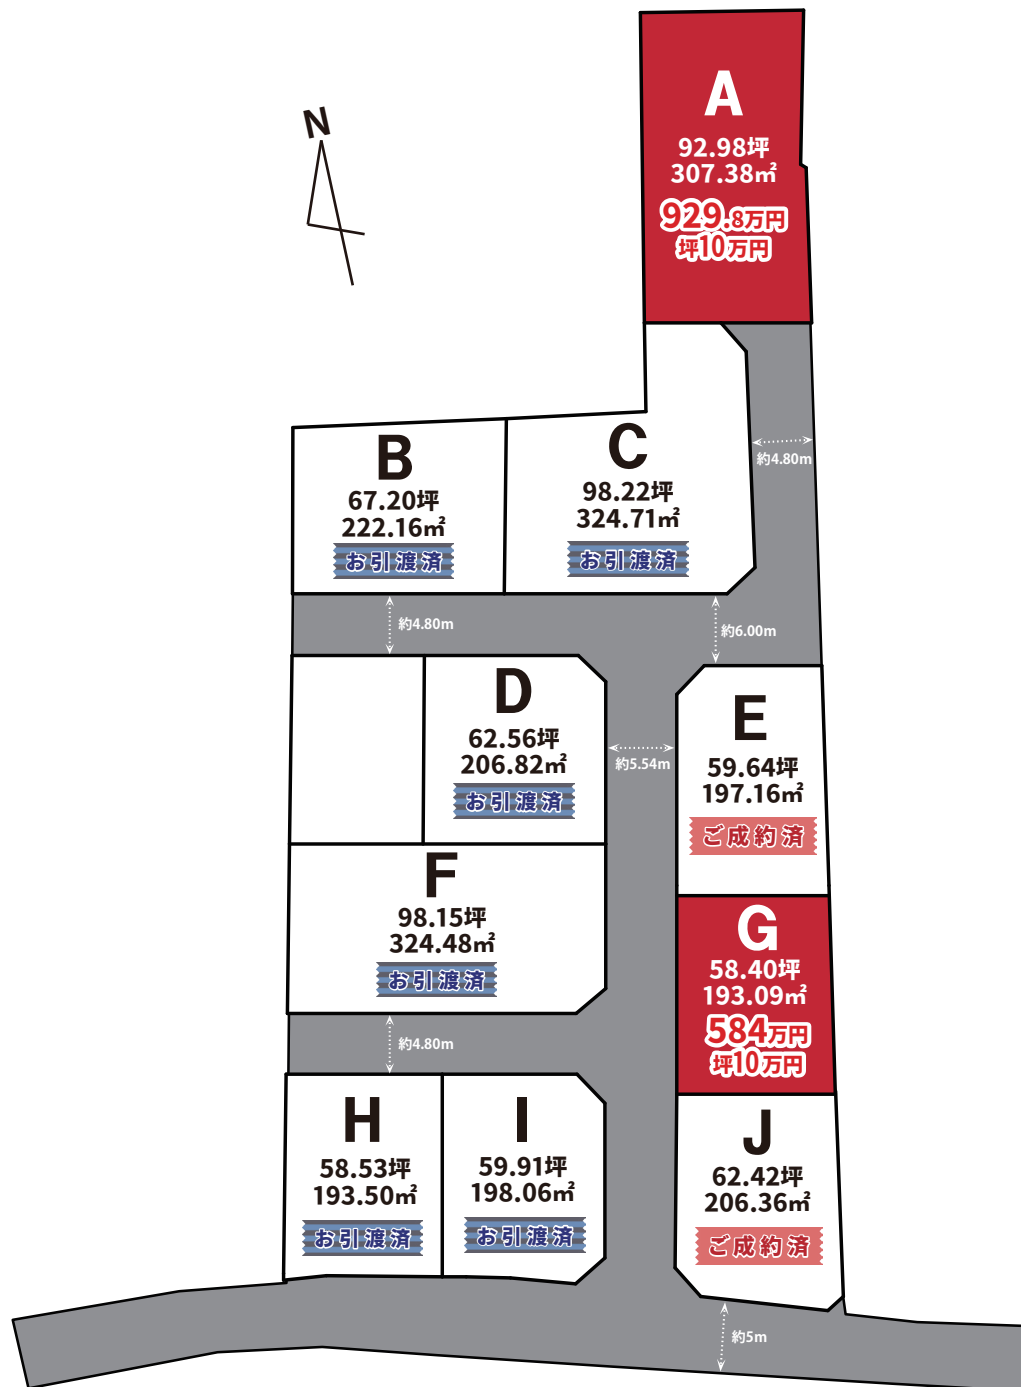 N
A
92.98坪
307.38㎡
929.8万円
坪10万円
約4.80m
B
67.20坪
222.16㎡
お引渡済
C
98.22坪
324.71㎡
お引渡済
約4.80m
約6.00m
D
62.56坪
206.82㎡
お引渡済
約5.54m
E
59.64坪
197.16㎡
ご成約済
F
98.15坪
324.48㎡
お引渡済
G
58.40坪
193.09㎡
584万円
坪10万円
約4.80m
H
58.53坪
193.50㎡
お引渡済
I
59.91坪
198.06㎡
お引渡済
J
62.42坪
206.36㎡
ご成約済
約5m